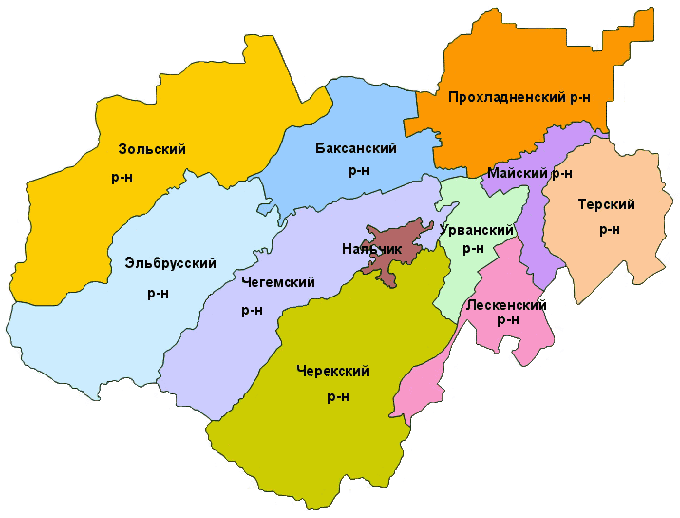 Прохладненский р-н
Зольский
р-н
Баксанский
р-н
Майский р-н
Терский
р-н
Урванский
р-н
Нальчик
Эльбрусский
р-н
Чегемский
р-н
Лескенский
р-н
Черекский
р-н